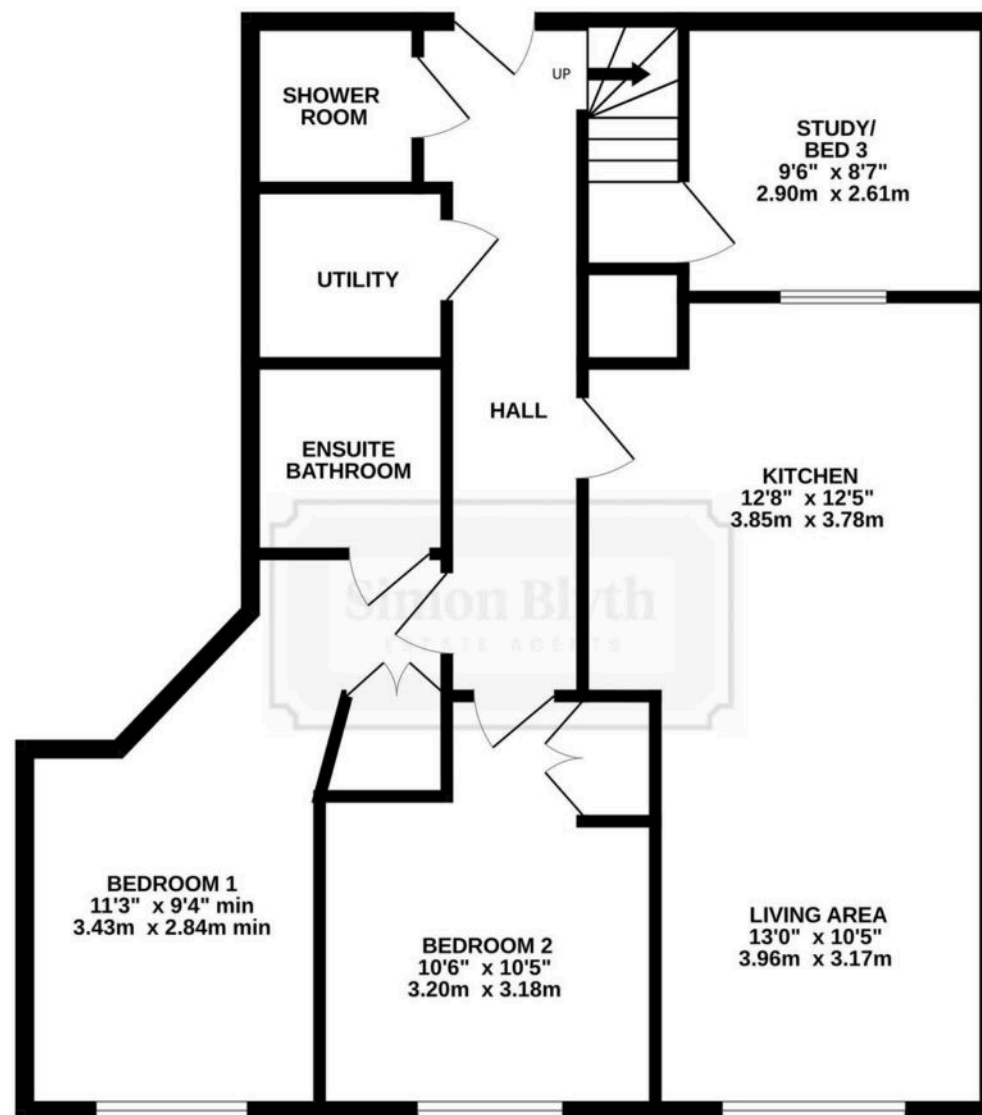 SHOWER
ROOM
UP
STUDY/
BED 3
9'6" x 8'7"
2.90m x 2.61m
UTILITY
HALL
ENSUITE
BATHROOM
KITCHEN
12'8" x 12'5"
3.85m x 3.78m
Simon Blyth
ESTATE AGENTS
BEDROOM 1
11'3" x 9'4" min
3.43m x 2.84m min
BEDROOM 2
10'6" x 10'5"
3.20m x 3.18m
LIVING AREA
13'0" x 10'5"
3.96m x 3.17m